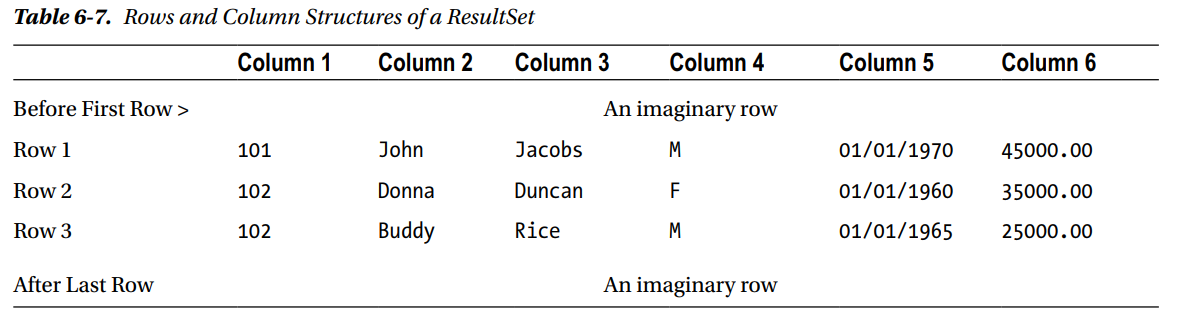 Table 6-7. Rows and Column Structures of a ResultSet
Column 1 Column 2 Column 3 Column 4 Column 5 Column 6
Before First Row > An imaginary row
Row 1 101 John Jacobs M 01/01/1970 45000.00
Row 2 102 Donna Duncan F 01/01/1960 35000.00
Row 3 102 Buddy Rice M 01/01/1965 25000.00
After Last Row An imaginary row